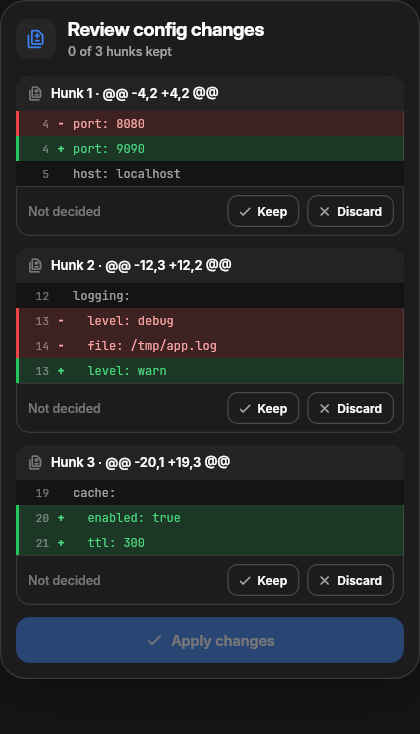 Review config changes
0 of 3 hunks kept
Hunk 1 · @@ -4,2 +4,2 @@
4 - port: 8080
4 + port: 9090
5 host: localhost
Not decided Keep Discard
Hunk 2 · @@ -12,3 +12,2 @@
12 logging:
13 - level: debug
14 - file: /tmp/app.log
13 + level: warn
Not decided Keep Discard
Hunk 3 · @@ -20,1 +19,3 @@
19 cache:
20 + enabled: true
21 + ttl: 300
Not decided Keep Discard
Apply changes